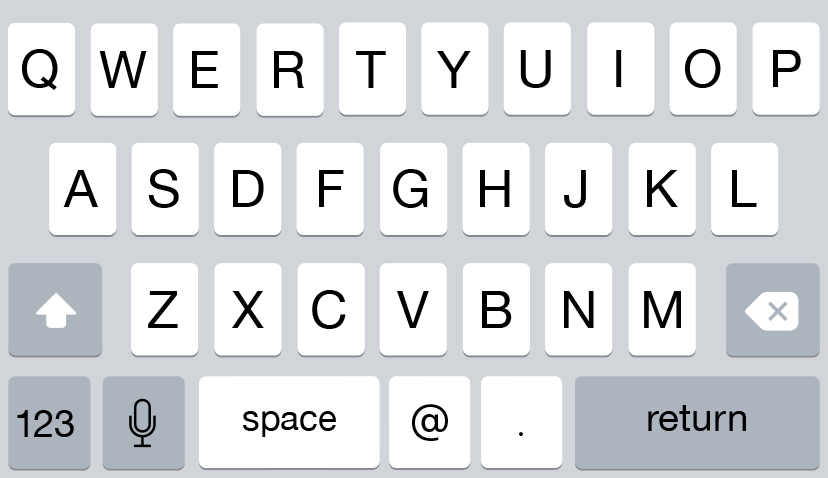 Q W E R T Y U I O P
A S D F G H J K L
Z X C V B N M
123 space @ . return